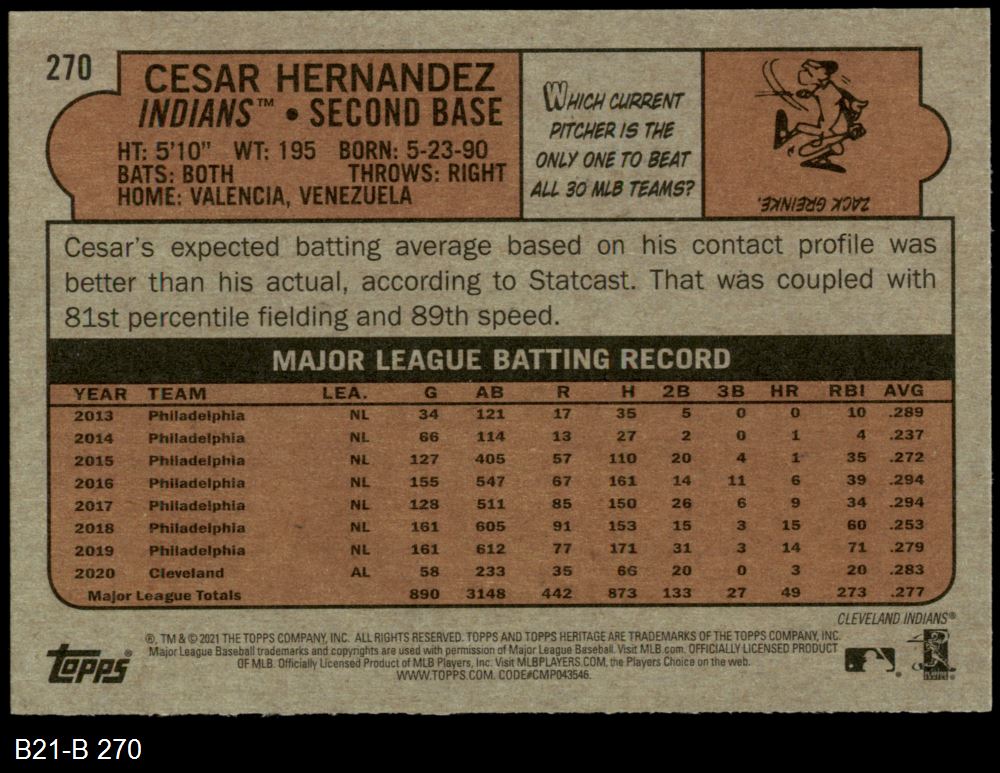 270
CESAR HERNANDEZ
INDIANS™ • SECOND BASE
HT: 5'10" WT: 195 BORN: 5-23-90
BATS: BOTH THROWS: RIGHT
HOME: VALENCIA, VENEZUELA
WHICH CURRENT
PITCHER IS THE
ONLY ONE TO BEAT
ALL 30 MLB TEAMS?
ZACK GREINKE.
Cesar's expected batting average based on his contact profile was
better than his actual, according to Statcast. That was coupled with
81st percentile fielding and 89th speed.
MAJOR LEAGUE BATTING RECORD
YEAR TEAM LEA. G AB R H 2B 3B HR RBI AVG
2013 Philadelphia NL 34 121 17 35 5 0 0 10 .289
2014 Philadelphia NL 66 114 13 27 2 0 1 4 .237
2015 Philadelphia NL 127 405 57 110 20 4 1 35 .272
2016 Philadelphia NL 155 547 67 161 14 11 6 39 .294
2017 Philadelphia NL 128 511 85 150 26 6 9 34 .294
2018 Philadelphia NL 161 605 91 153 15 3 15 60 .253
2019 Philadelphia NL 161 612 77 171 31 3 14 71 .279
2020 Cleveland AL 58 233 35 66 20 0 3 20 .283
Major League Totals 890 3148 442 873 133 27 49 273 .277
CLEVELAND INDIANS®
Topps®
®, TM & © 2021 THE TOPPS COMPANY, INC. ALL RIGHTS RESERVED. TOPPS AND TOPPS HERITAGE ARE TRADEMARKS OF THE TOPPS COMPANY, INC.
Major League Baseball trademarks and copyrights are used with permission of Major League Baseball. Visit MLB.com. OFFICIALLY LICENSED PRODUCT
OF MLB. Officially Licensed Product of MLB Players, Inc. Visit MLBPLAYERS.COM, the Players Choice on the web.
WWW.TOPPS.COM. CODE#CMP043546.
B21-B 270